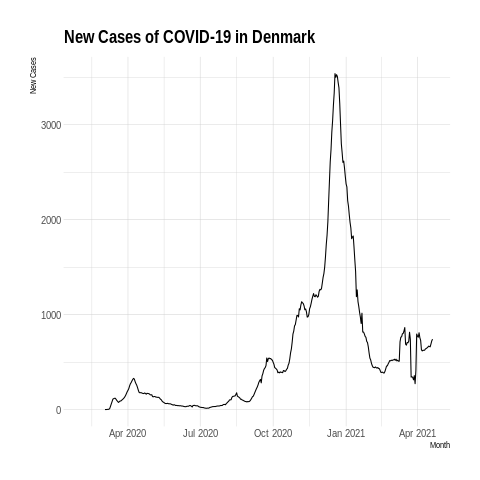 New Cases of COVID-19 in Denmark
New Cases
3000
2000
1000
0
Apr 2020 Jul 2020 Oct 2020 Jan 2021 Apr 2021
Month